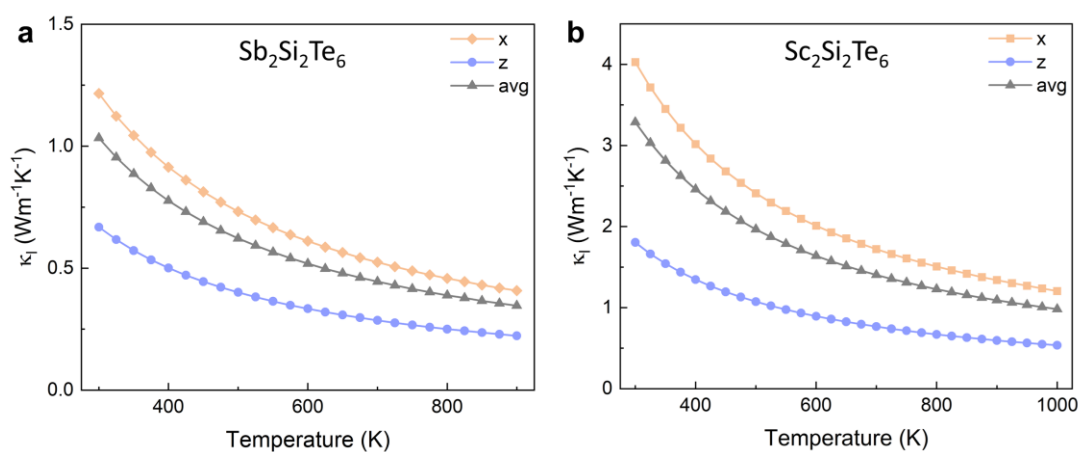 a
Sb₂Si₂Te₆
x
z
avg
1.5
1.0
0.5
0.0
κₗ (Wm⁻¹K⁻¹)
400
600
800
Temperature (K)
b
Sc₂Si₂Te₆
x
z
avg
4
3
2
1
0
κₗ (Wm⁻¹K⁻¹)
400
600
800
1000
Temperature (K)